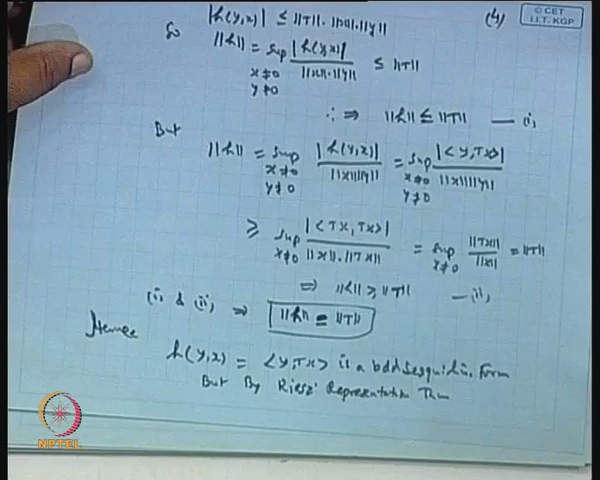 |h(y,x)| ≤ ||T||.||x||.||y|| (4)
© CET
I.I.T. KGP
So ||h|| = sup x≠0 y≠0 |h(y,x)| / ||x||.||y|| ≤ ||T||
∴ ⇒ ||h|| ≤ ||T|| — (i)
But
||h|| = sup x≠0 y≠0 |h(y,x)| / ||x|| ||y|| = sup x≠0 y≠0 |<y,Tx>| / ||x|| ||y||
≥ sup x≠0 |<Tx,Tx>| / ||x||.||Tx|| = sup x≠0 ||Tx|| / ||x|| = ||T||
⇒ ||h|| ≥ ||T|| — (ii)
(i) & (ii) ⇒ ||h|| = ||T||
Hence
h(y,x) = <y,Tx> is a bdd Sesquilin. Form
But By Riesz' Representation Thm
NPTEL